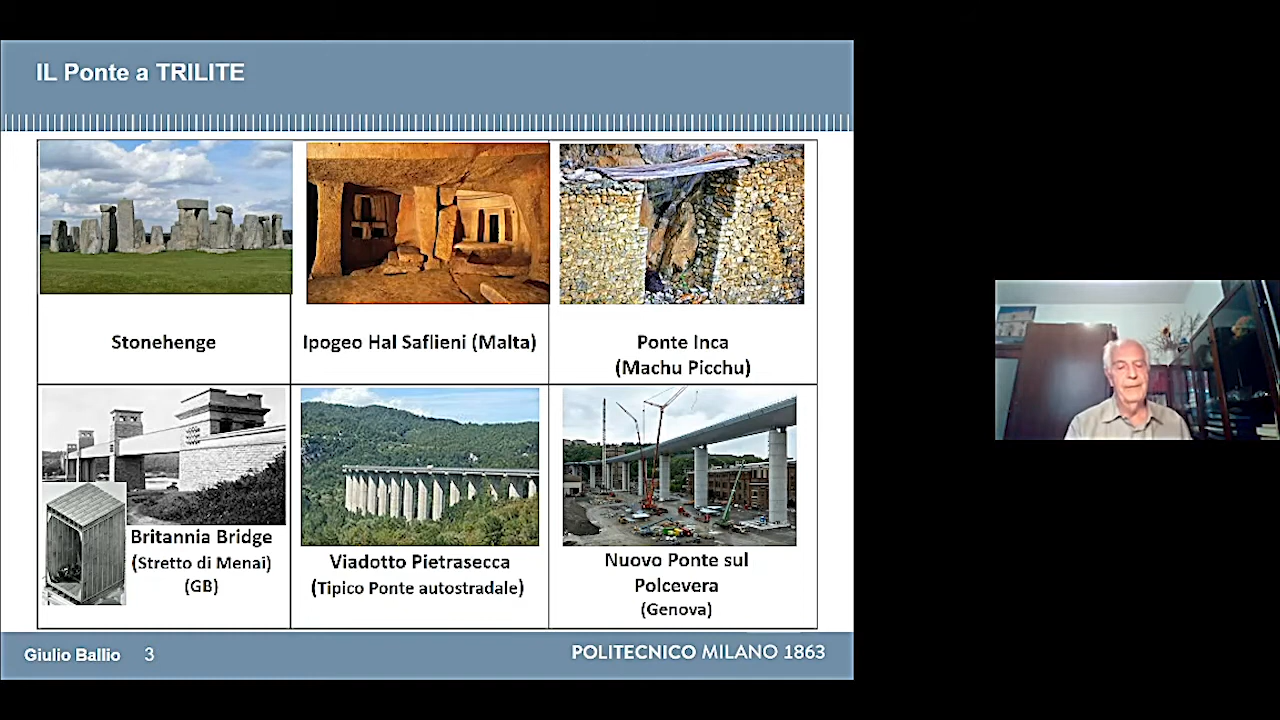 IL Ponte a TRILITE
Stonehenge
Ipogeo Hal Saflieni (Malta)
Ponte Inca
(Machu Picchu)
Britannia Bridge
(Stretto di Menai)
(GB)
Viadotto Pietrasecca
(Tipico Ponte autostradale)
Nuovo Ponte sul
Polcevera
(Genova)
Giulio Ballio 3
POLITECNICO MILANO 1863